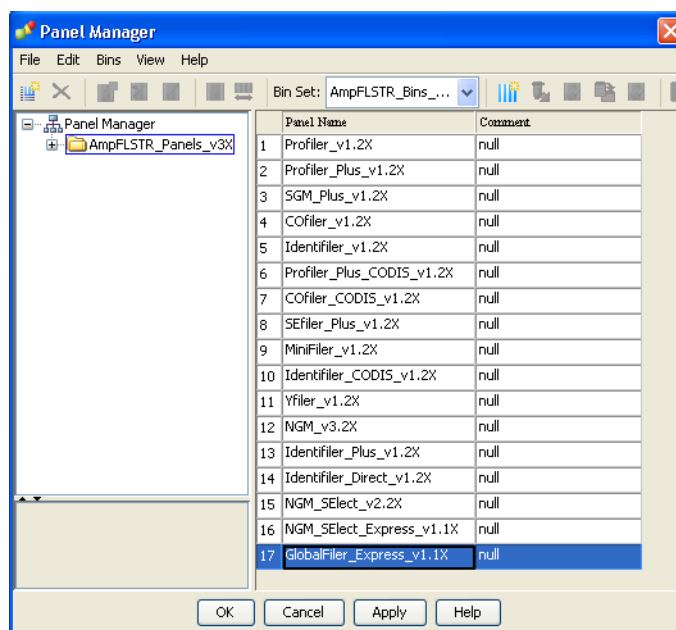 Panel Manager
File Edit Bins View Help
Bin Set: AmpFLSTR_Bins_...
Panel Manager
AmpFLSTR_Panels_v3X
Panel Name Comment
1 Profiler_v1.2X null
2 Profiler_Plus_v1.2X null
3 SGM_Plus_v1.2X null
4 COfiler_v1.2X null
5 Identifiler_v1.2X null
6 Profiler_Plus_CODIS_v1.2X null
7 COfiler_CODIS_v1.2X null
8 SEfiler_Plus_v1.2X null
9 MiniFiler_v1.2X null
10 Identifiler_CODIS_v1.2X null
11 Yfiler_v1.2X null
12 NGM_v3.2X null
13 Identifiler_Plus_v1.2X null
14 Identifiler_Direct_v1.2X null
15 NGM_SElect_v2.2X null
16 NGM_SElect_Express_v1.1X null
17 GlobalFiler_Express_v1.1X null
OK Cancel Apply Help